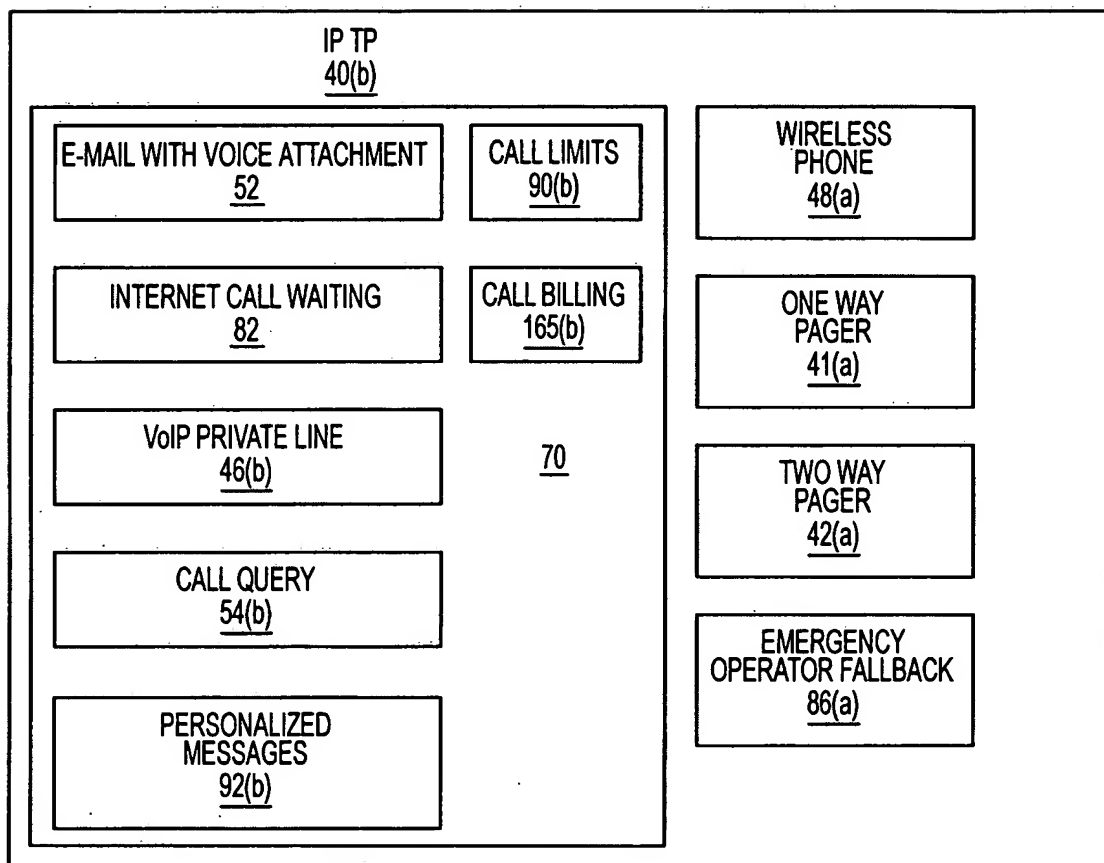 IP TP
40(b)
E-MAIL WITH VOICE ATTACHMENT
52
CALL LIMITS
90(b)
INTERNET CALL WAITING
82
CALL BILLING
165(b)
VoIP PRIVATE LINE
46(b)
70
CALL QUERY
54(b)
PERSONALIZED
MESSAGES
92(b)
WIRELESS
PHONE
48(a)
ONE WAY
PAGER
41(a)
TWO WAY
PAGER
42(a)
EMERGENCY
OPERATOR FALLBACK
86(a)